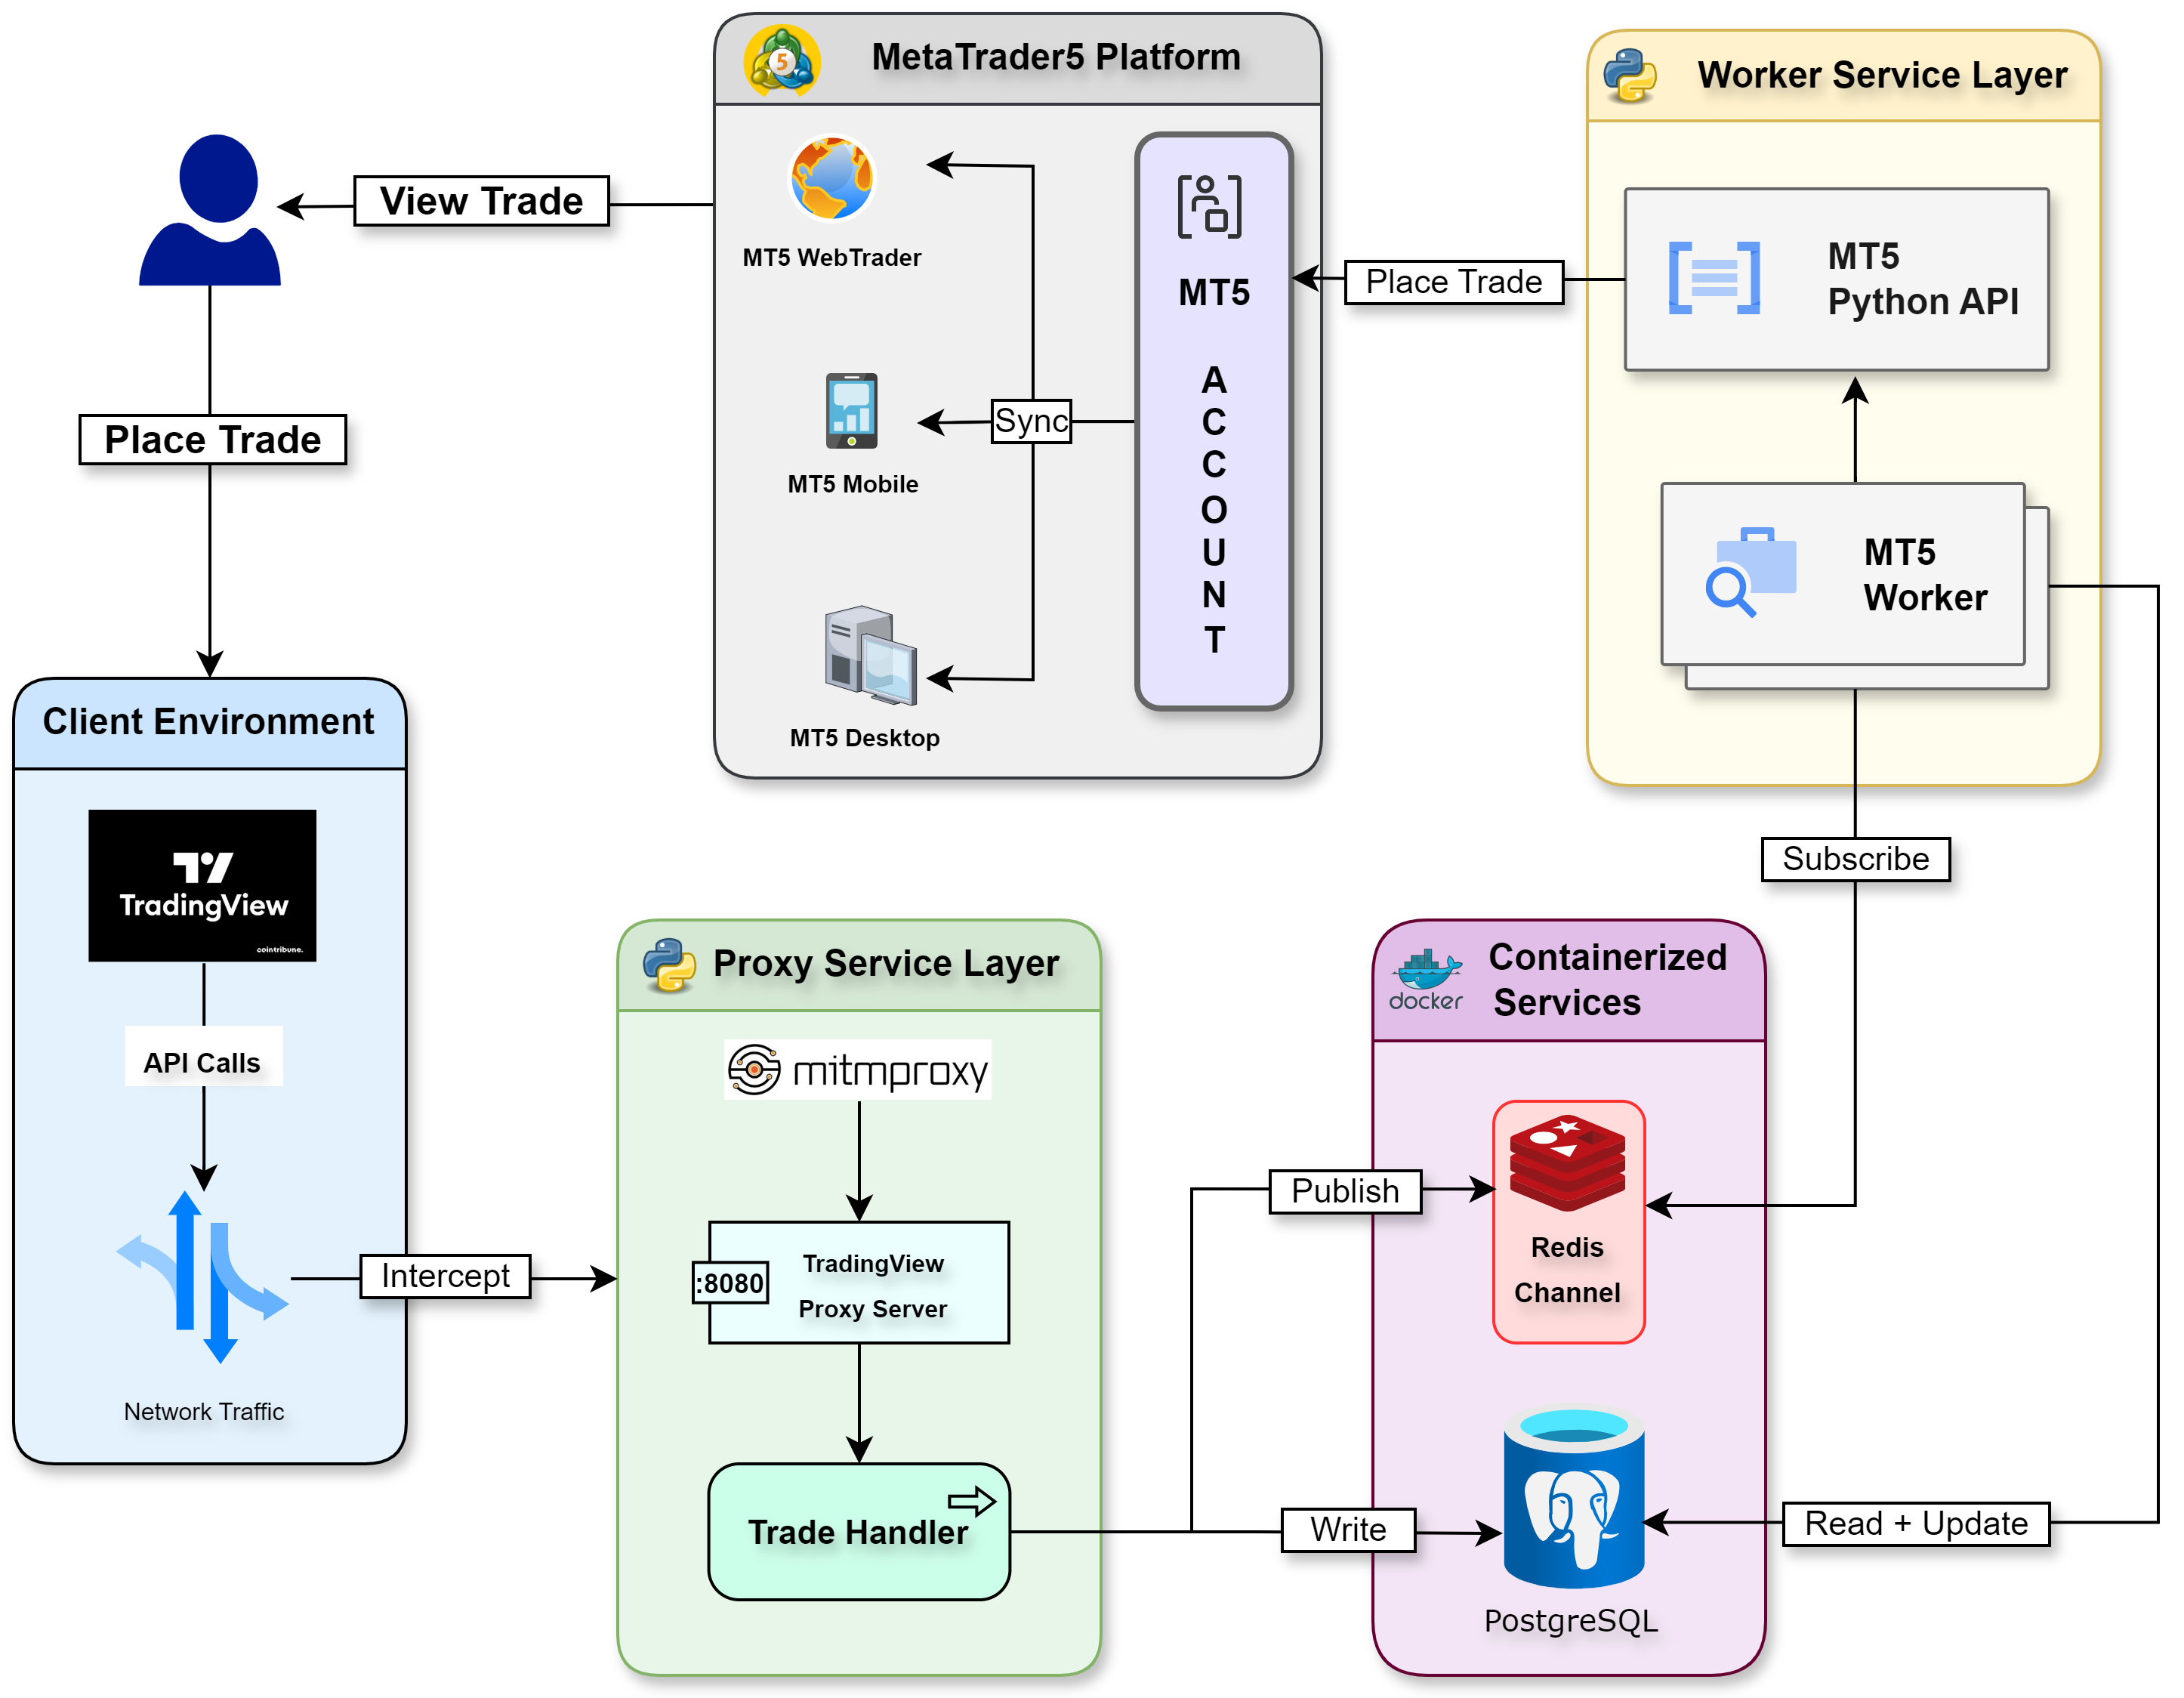 MetaTrader5 Platform
5
MT5 WebTrader
MT5 Mobile
MT5 Desktop
Sync
MT5
A
C
C
O
U
N
T
Worker Service Layer
MT5
Python API
MT5
Worker
Place Trade
View Trade
Place Trade
Client Environment
TradingView
cointribune.
API Calls
Network Traffic
Intercept
Proxy Service Layer
mitmproxy
:8080
TradingView
Proxy Server
Trade Handler
Publish
Write
Subscribe
Read + Update
docker
Containerized
Services
Redis
Channel
PostgreSQL